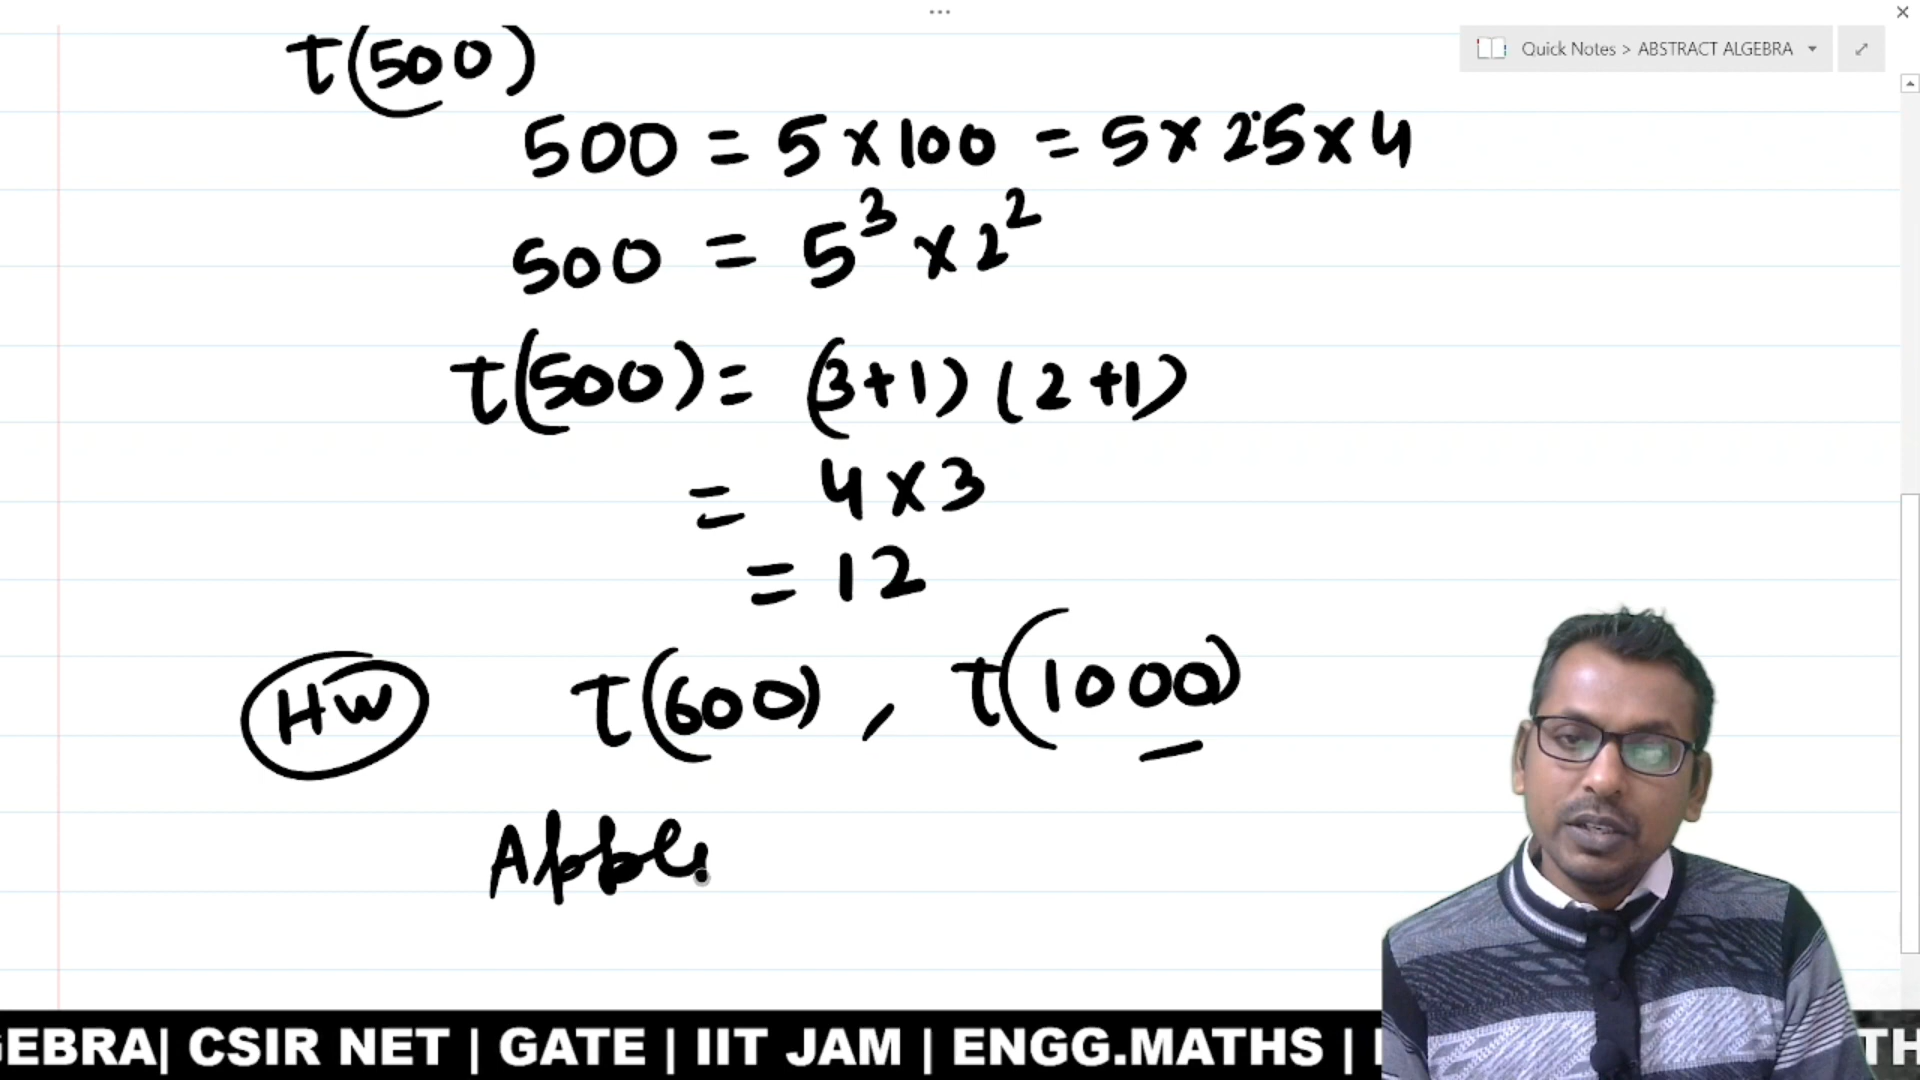 Quick Notes > ABSTRACT ALGEBRA
τ(500)
500 = 5 × 100 = 5 × 25 × 4
500 = 5³ × 2²
τ(500) = (3+1) (2+1)
= 4 × 3
= 12
HW τ(600), τ(1000)
GEBRA| CSIR NET | GATE | IIT JAM | ENGG.MATHS |